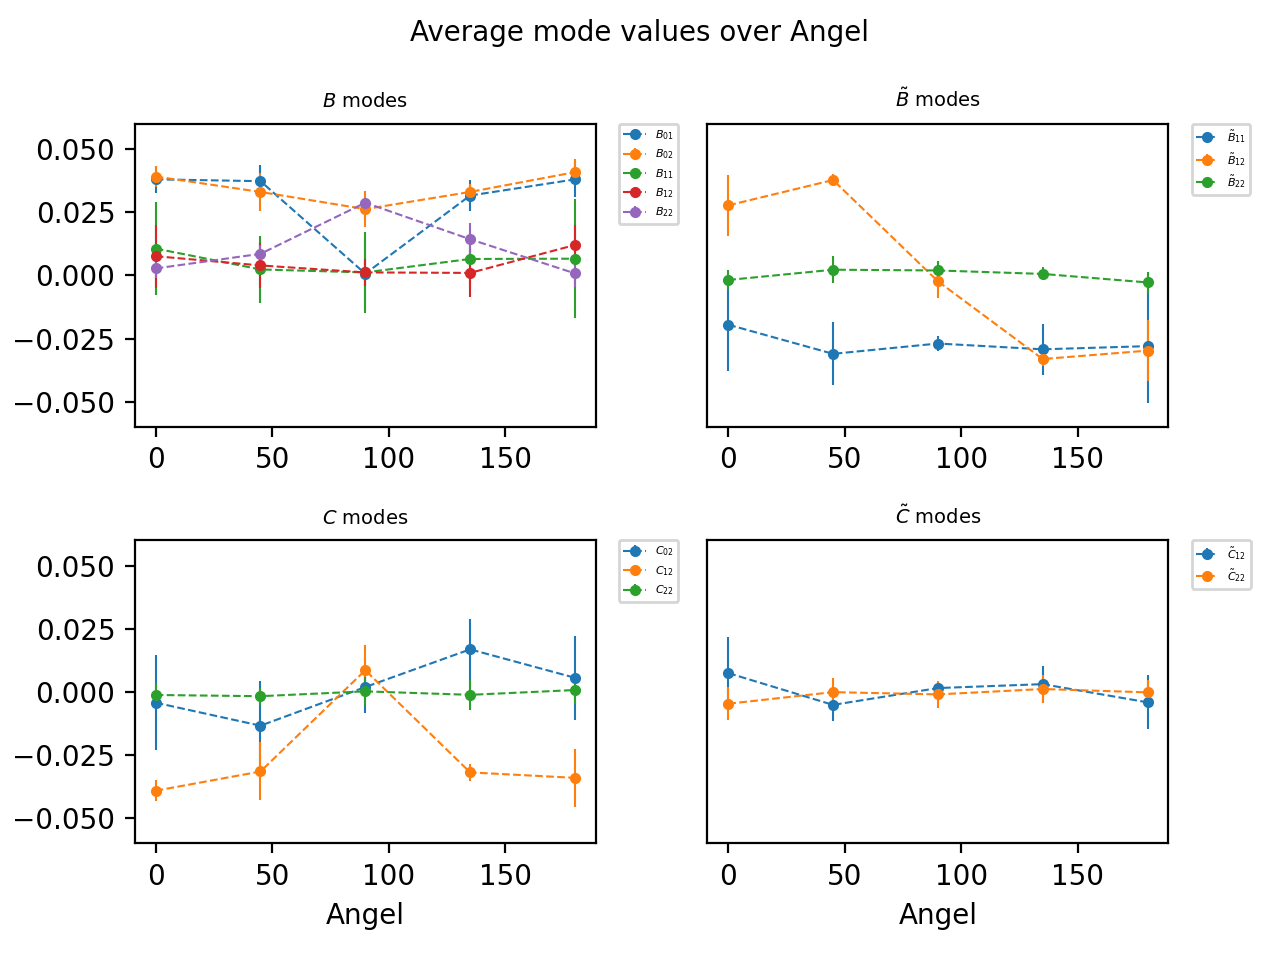 Average mode values over Angel
B modes
B̃ modes
0.050
0.025
0.000
−0.025
−0.050
0 50 100 150
B₀₁
B₀₂
B₁₁
B₁₂
B₂₂
0 50 100 150
B̃₁₁
B̃₁₂
B̃₂₂
C modes
C̃ modes
0.050
0.025
0.000
−0.025
−0.050
0 50 100 150
Angel
C₀₂
C₁₂
C₂₂
0 50 100 150
Angel
C̃₁₂
C̃₂₂